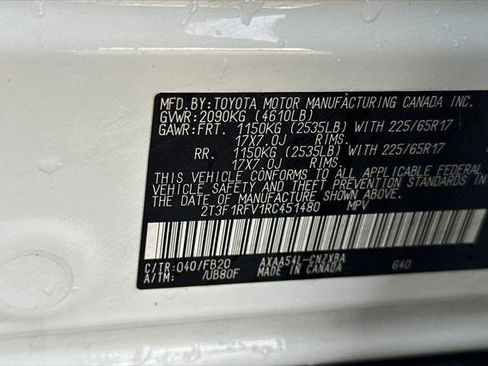 MFD.BY:TOYOTA MOTOR MANUFACTURING CANADA INC.
GVWR: 2090KG (4610LB)
GAWR:FRT. 1150KG (2535LB) WITH 225/65R17
17X7.0J RIMS.
RR. 1150KG (2535LB) WITH 225/65R17
17X7.0J RIMS.
THIS VEHICLE CONFORMS TO ALL APPLICABLE FEDERAL
VEHICLE SAFETY AND THEFT PREVENTION STANDARDS IN
THE DATE OF MANUFACTURE SHOWN ABOVE.
2T3F1RFV1RC451480 MPV
C/TR:040/FB20 AXAA54L-CNZXBA 640
A/TM: /UB80F MADE IN CANADA